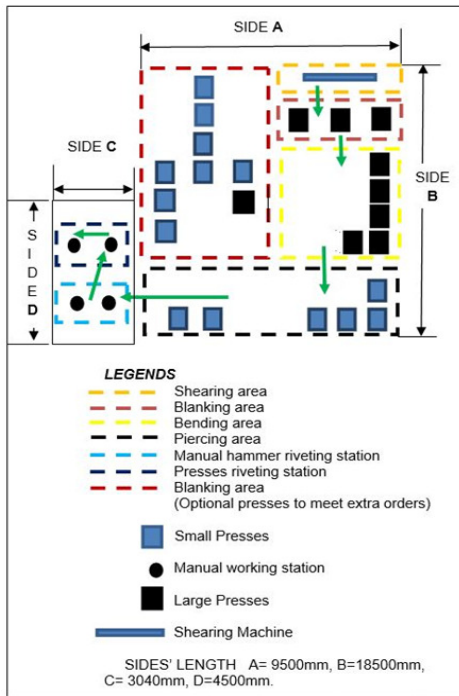 SIDE A
SIDE C
SIDE B
SIDE D
LEGENDS
Shearing area
Blanking area
Bending area
Piercing area
Manual hammer riveting station
Presses riveting station
Blanking area
(Optional presses to meet extra orders)
Small Presses
Manual working station
Large Presses
Shearing Machine
SIDES' LENGTH A= 9500mm, B=18500mm,
C= 3040mm, D=4500mm.